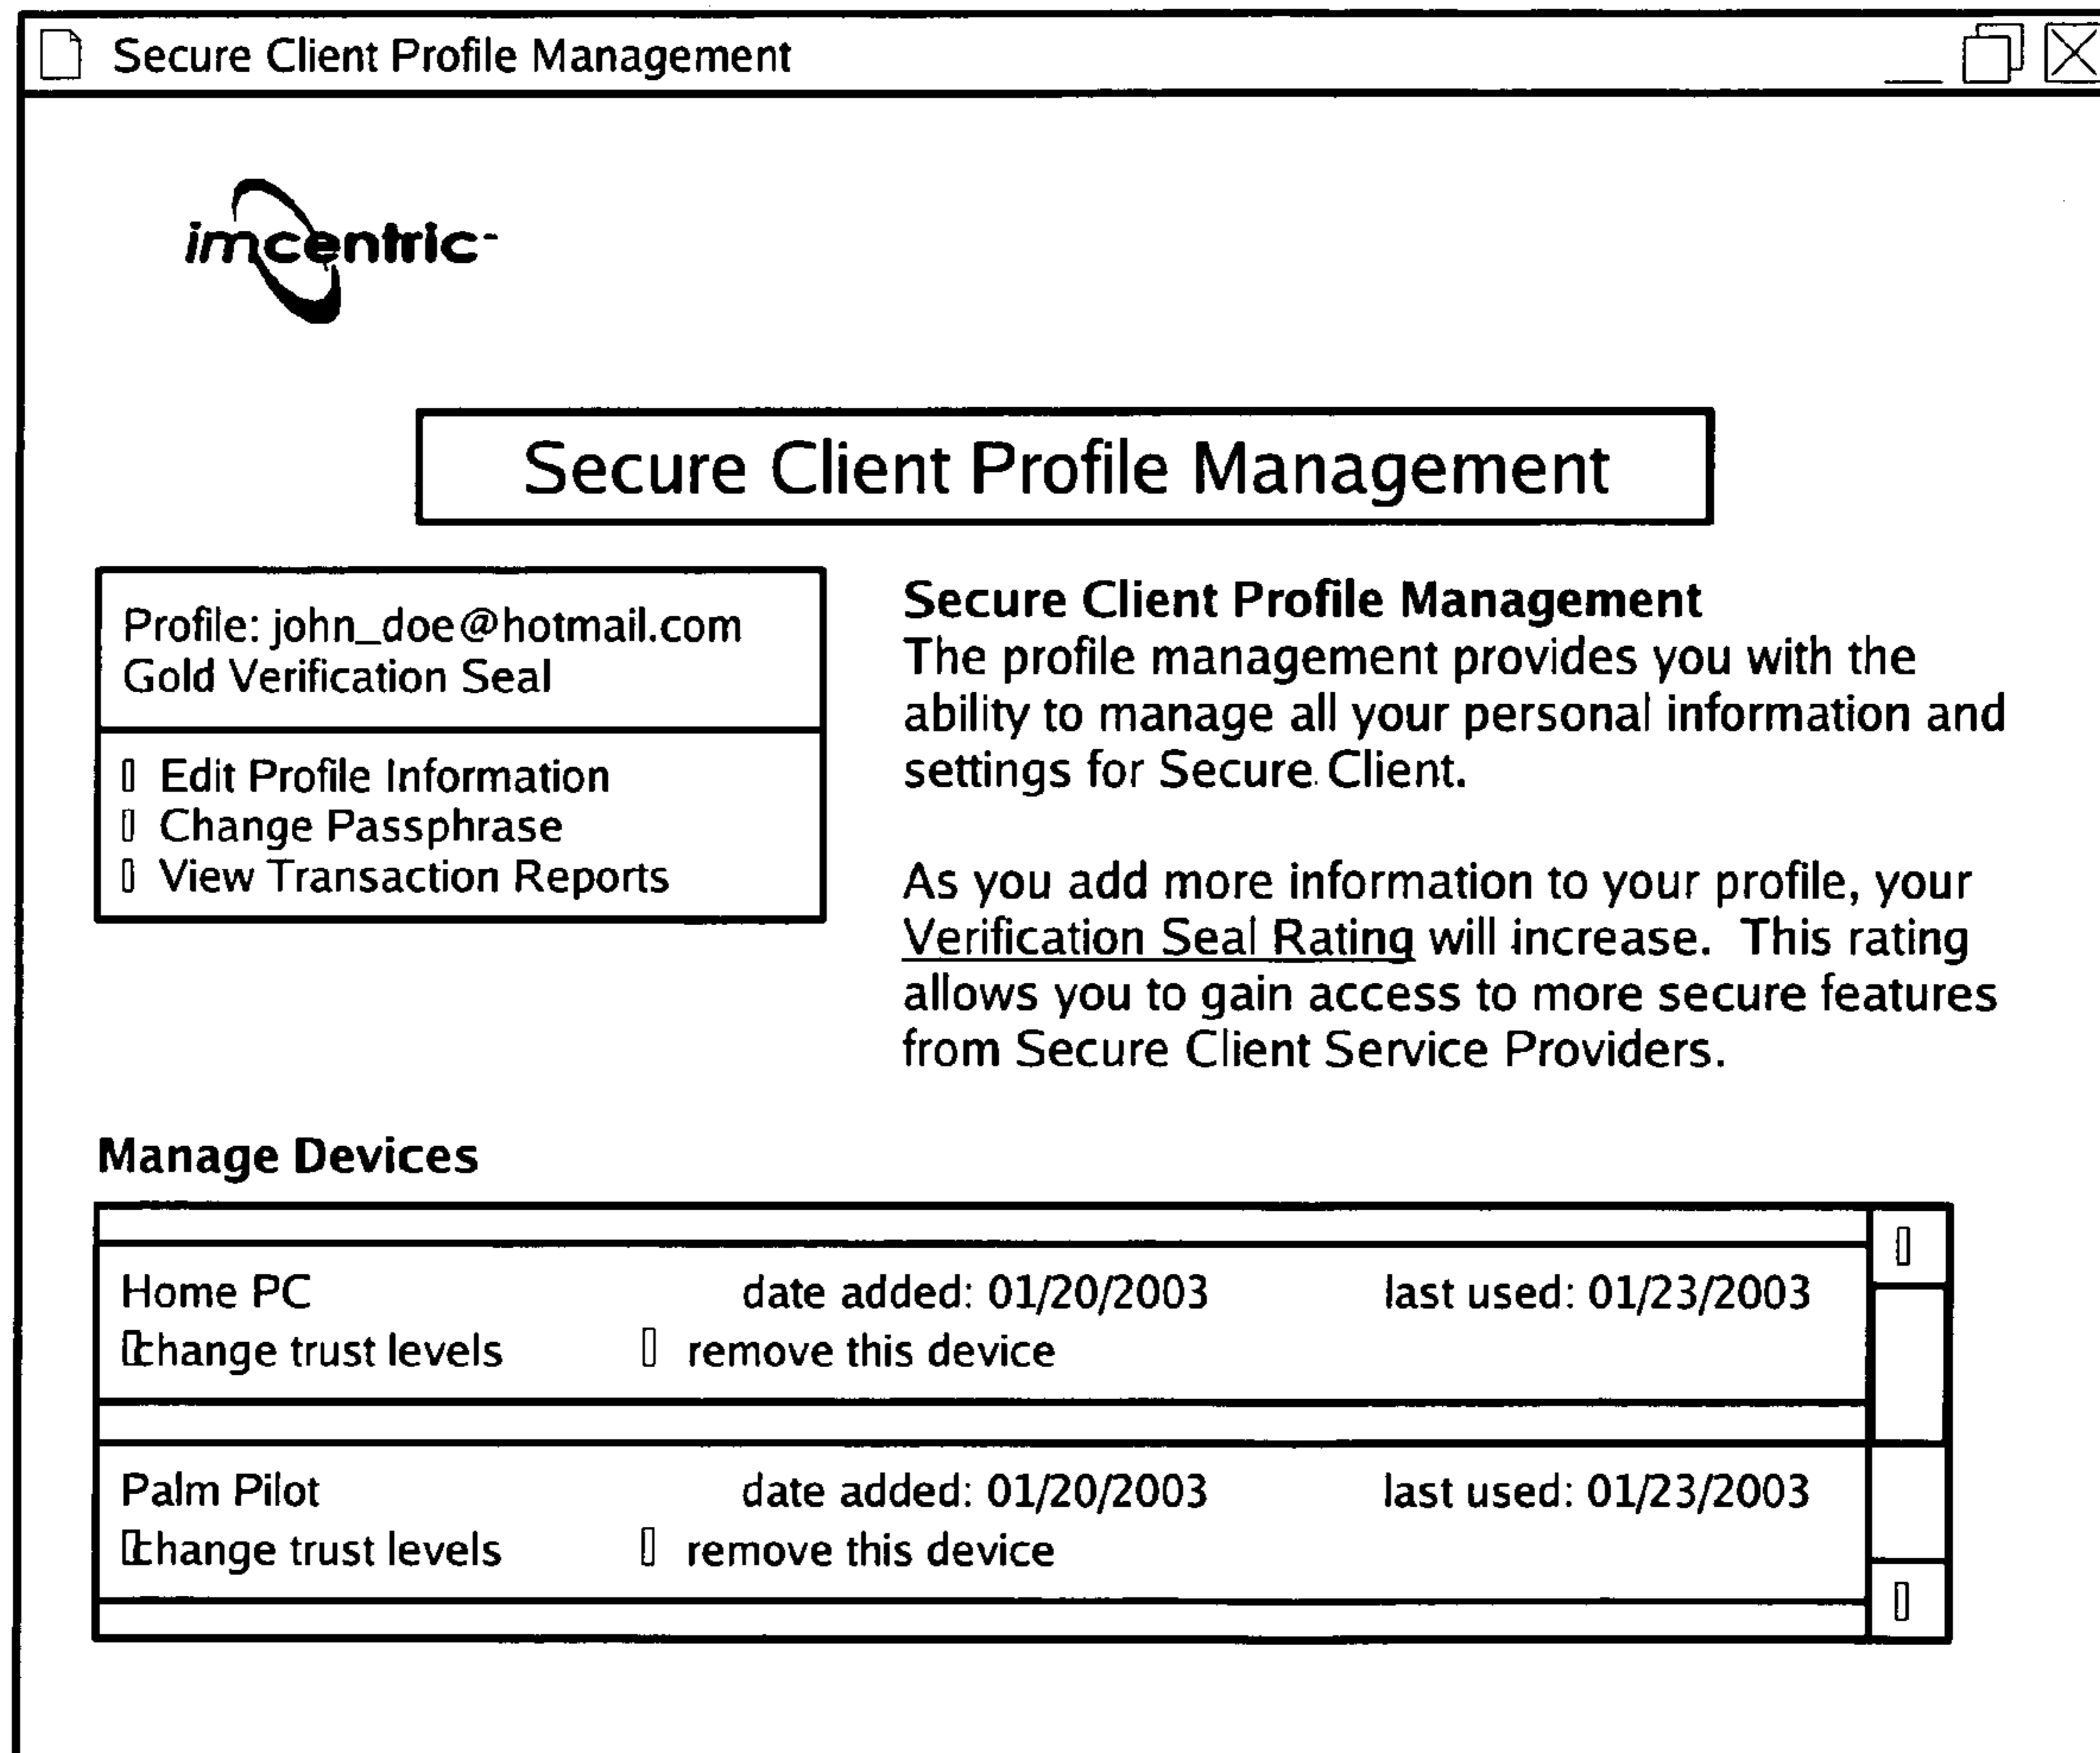 Secure Client Profile Management
imcentric
Secure Client Profile Management
Profile: john_doe@hotmail.com
Gold Verification Seal
Edit Profile Information
Change Passphrase
View Transaction Reports
Secure Client Profile Management
The profile management provides you with the
ability to manage all your personal information and
settings for Secure Client.
As you add more information to your profile, your
Verification Seal Rating will increase. This rating
allows you to gain access to more secure features
from Secure Client Service Providers.
Manage Devices
Home PC date added: 01/20/2003 last used: 01/23/2003
change trust levels remove this device
Palm Pilot date added: 01/20/2003 last used: 01/23/2003
change trust levels remove this device